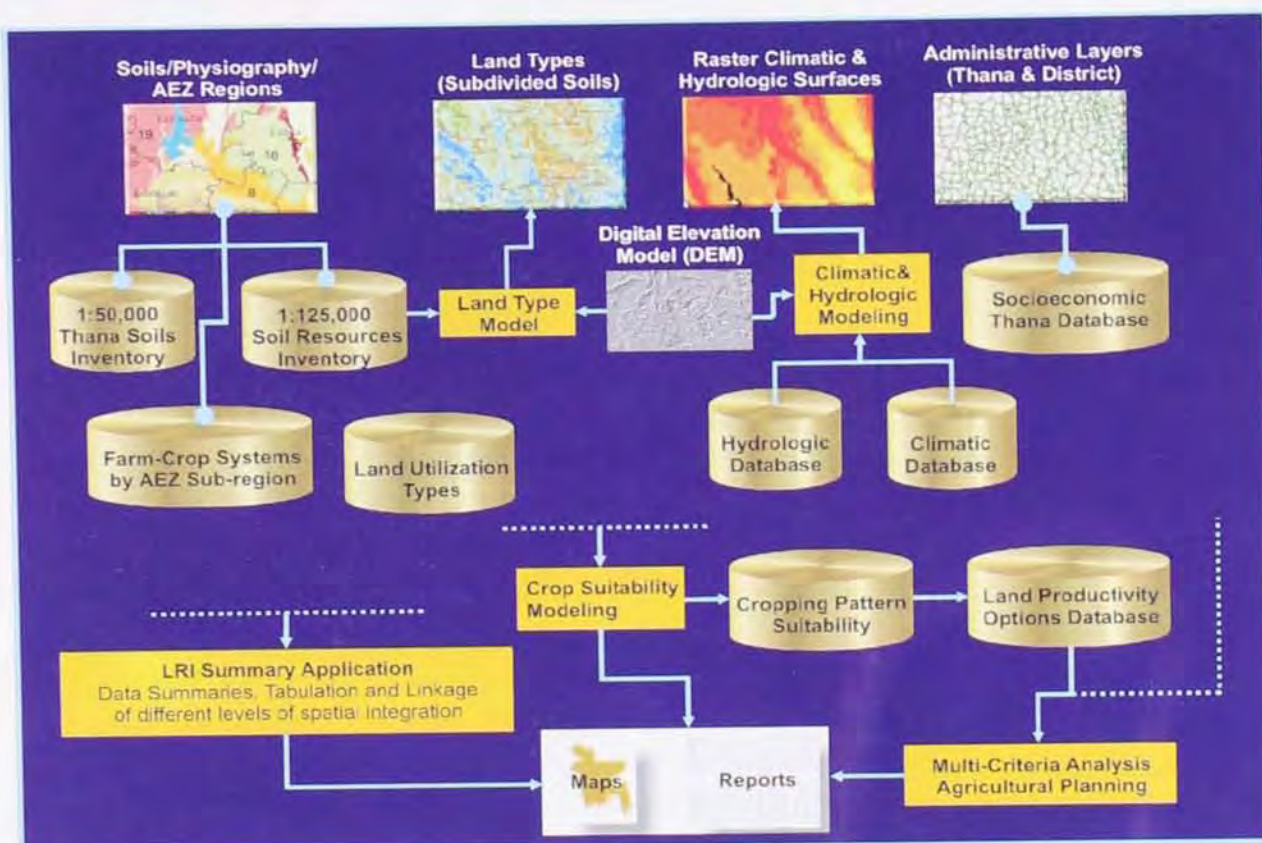 Soils/Physiography/
AEZ Regions
Land Types
(Subdivided Soils)
Raster Climatic
& Hydrologic Surfaces
Administrative Layers
(Thana & District)
19
16
8
Digital Elevation
Model (DEM)
1:50,000
Thana Soils
Inventory
1:125,000
Soil Resources
Inventory
Land Type
Model
Climatic&
Hydrologic
Modeling
Socioeconomic
Thana Database
Farm-Crop Systems
by AEZ Sub-region
Land Utilization
Types
Hydrologic
Database
Climatic
Database
Crop Suitability
Modeling
Cropping Pattern
Suitability
Land Productivity
Options Database
LRI Summary Application
Data Summaries, Tabulation and Linkage
of different levels of spatial integration
Maps
Reports
Multi-Criteria Analysis
Agricultural Planning